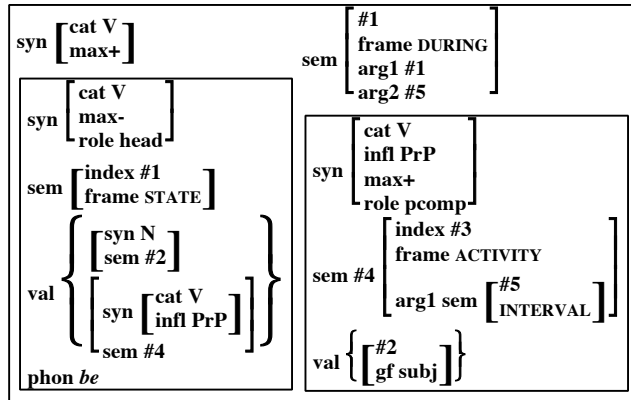 syn [cat V
max+]
sem [#1
frame DURING
arg1 #1
arg2 #5]
syn [cat V
max-
role head]
sem [index #1
frame STATE]
val {[syn N
sem #2]
[syn [cat V
infl PrP]
sem #4]}
phon be
syn [cat V
infl PrP
max+
role pcomp]
sem #4 [index #3
frame ACTIVITY
arg1 sem [#5
INTERVAL]]
val {[#2
gf subj]}